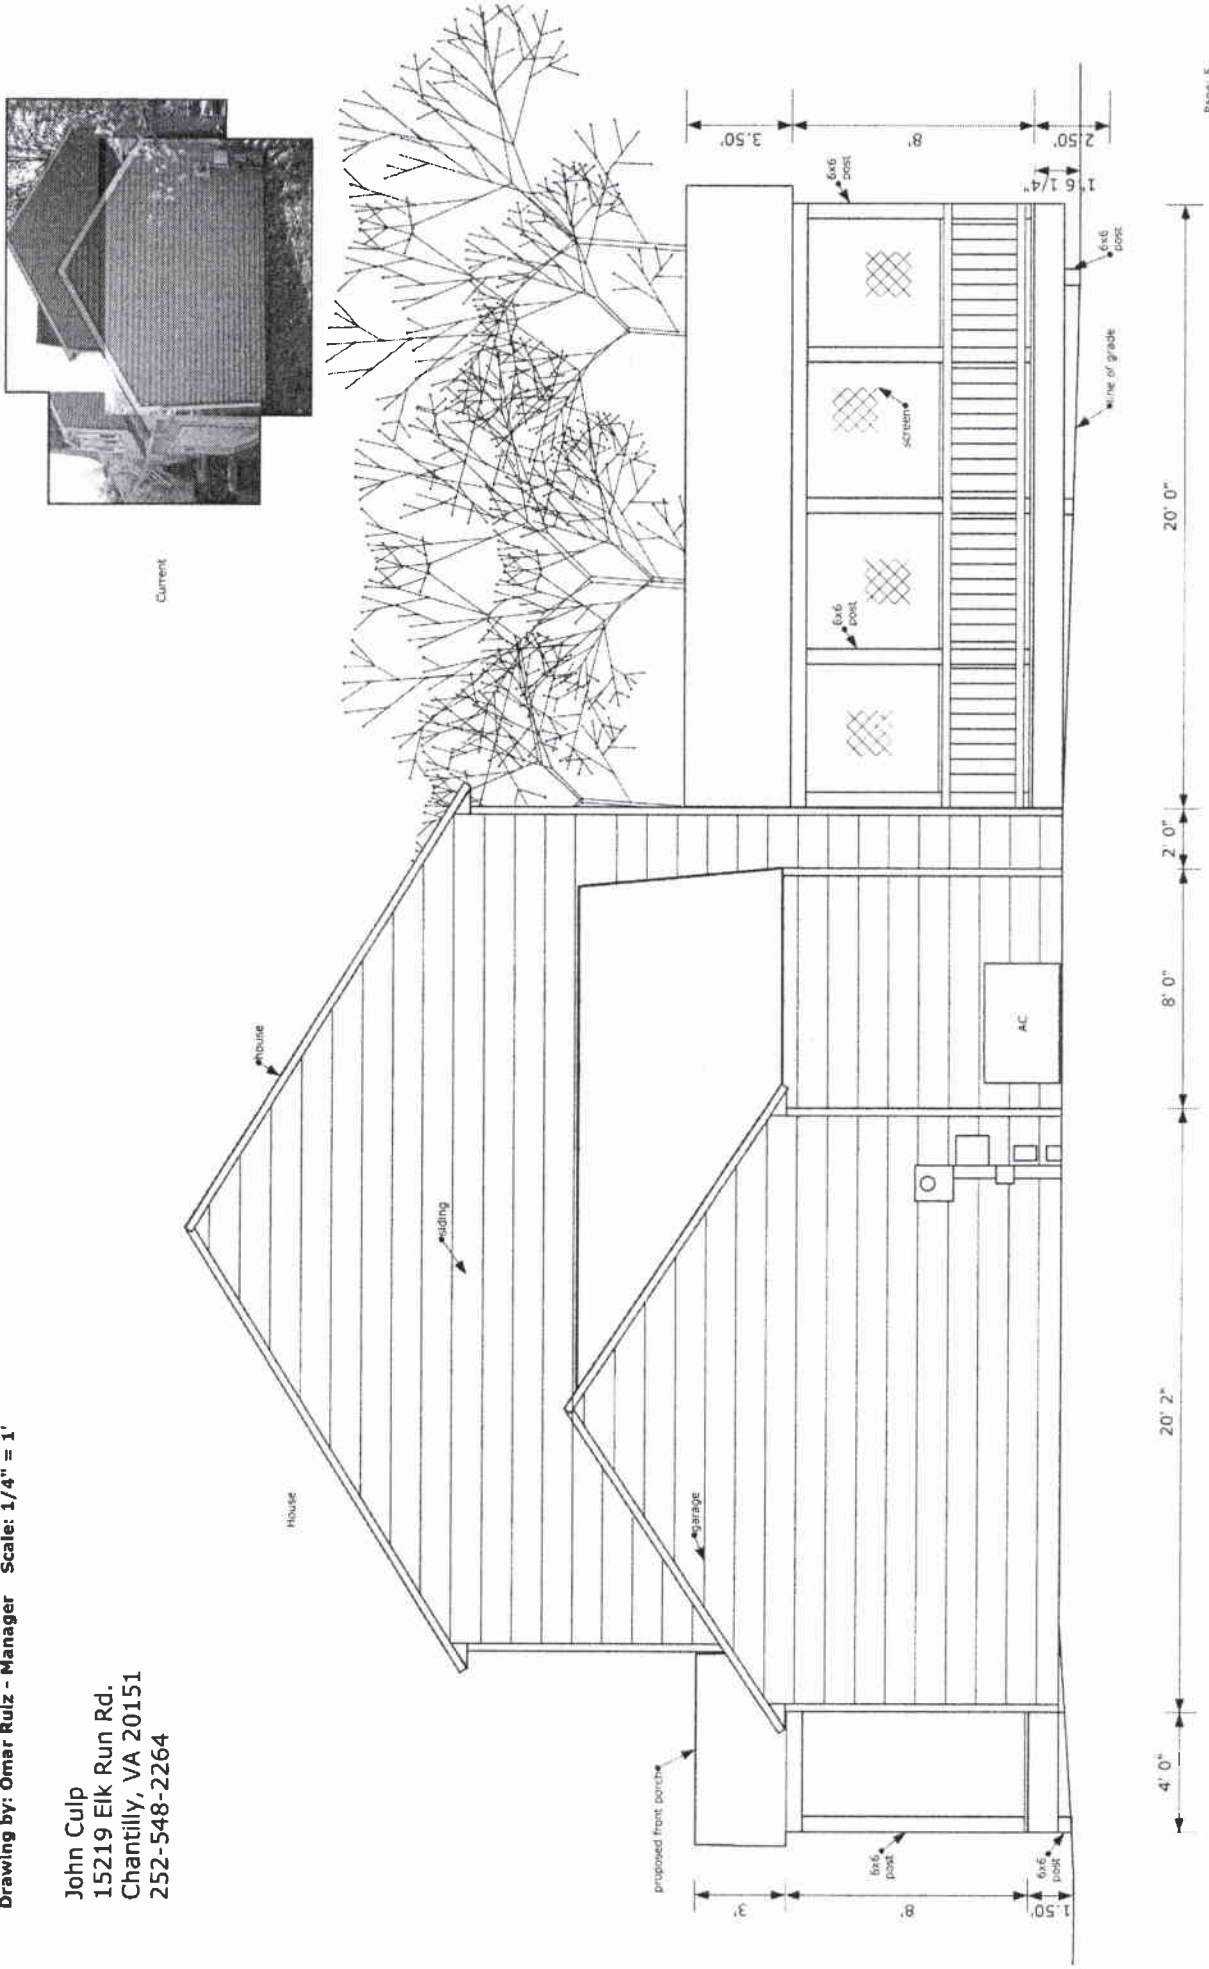 Drawing by: Omar Ruiz - Manager Scale: 1/4" = 1'
John Culp
15219 Elk Run Rd.
Chantilly, VA 20151
252-548-2264
Current
House
house
siding
garage
proposed front porch
6x6
post
6x6
post
AC
6x6
post
screen
6x6
post
6x6
post
line of grade
3'
8'
1.50'
3.50'
8'
2.50'
1' 6 1/4"
4' 0"
20' 2"
8' 0"
2' 0"
20' 0"